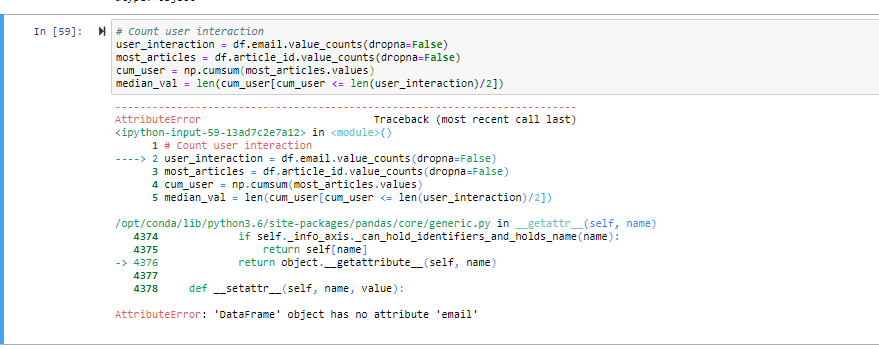 In [59]:
# Count user interaction
user_interaction = df.email.value_counts(dropna=False)
most_articles = df.article_id.value_counts(dropna=False)
cum_user = np.cumsum(most_articles.values)
median_val = len(cum_user[cum_user <= len(user_interaction)/2])
---------------------------------------------------------------------------
AttributeError                            Traceback (most recent call last)
<ipython-input-59-13ad7c2e7a12> in <module>()
      1 # Count user interaction
----> 2 user_interaction = df.email.value_counts(dropna=False)
      3 most_articles = df.article_id.value_counts(dropna=False)
      4 cum_user = np.cumsum(most_articles.values)
      5 median_val = len(cum_user[cum_user <= len(user_interaction)/2])
/opt/conda/lib/python3.6/site-packages/pandas/core/generic.py in __getattr__(self, name)
   4374             if self._info_axis._can_hold_identifiers_and_holds_name(name):
   4375                 return self[name]
-> 4376             return object.__getattribute__(self, name)
   4377
   4378     def __setattr__(self, name, value):
AttributeError: 'DataFrame' object has no attribute 'email'